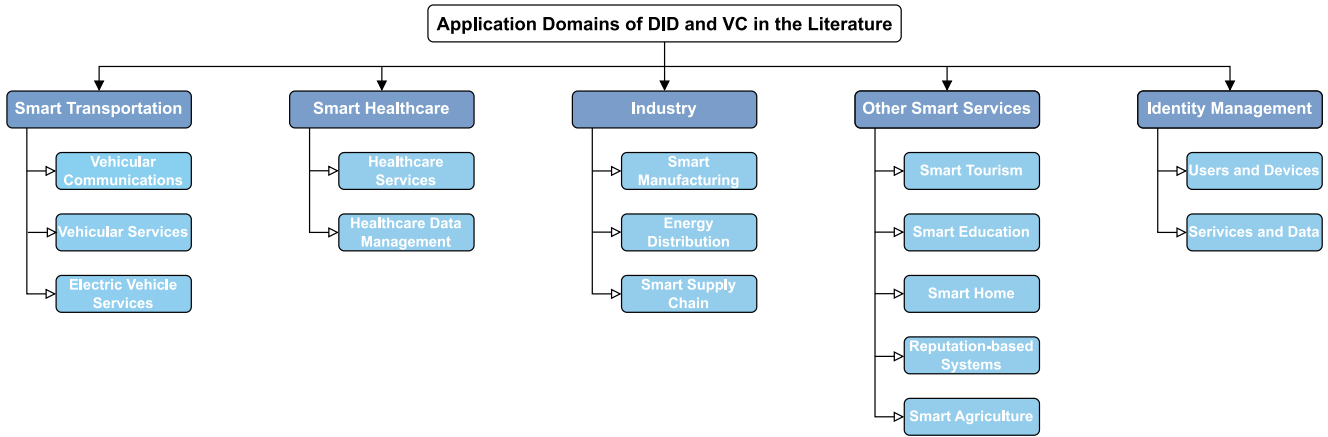 Application Domains of DID and VC in the Literature
Smart Transportation
Vehicular
Communications
Vehicular Services
Electric Vehicle
Services
Smart Healthcare
Healthcare
Services
Healthcare Data
Management
Industry
Smart
Manufacturing
Energy
Distribution
Smart Supply
Chain
Other Smart Services
Smart Tourism
Smart Education
Smart Home
Reputation-based
Systems
Smart Agriculture
Identity Management
Users and Devices
Serivices and Data